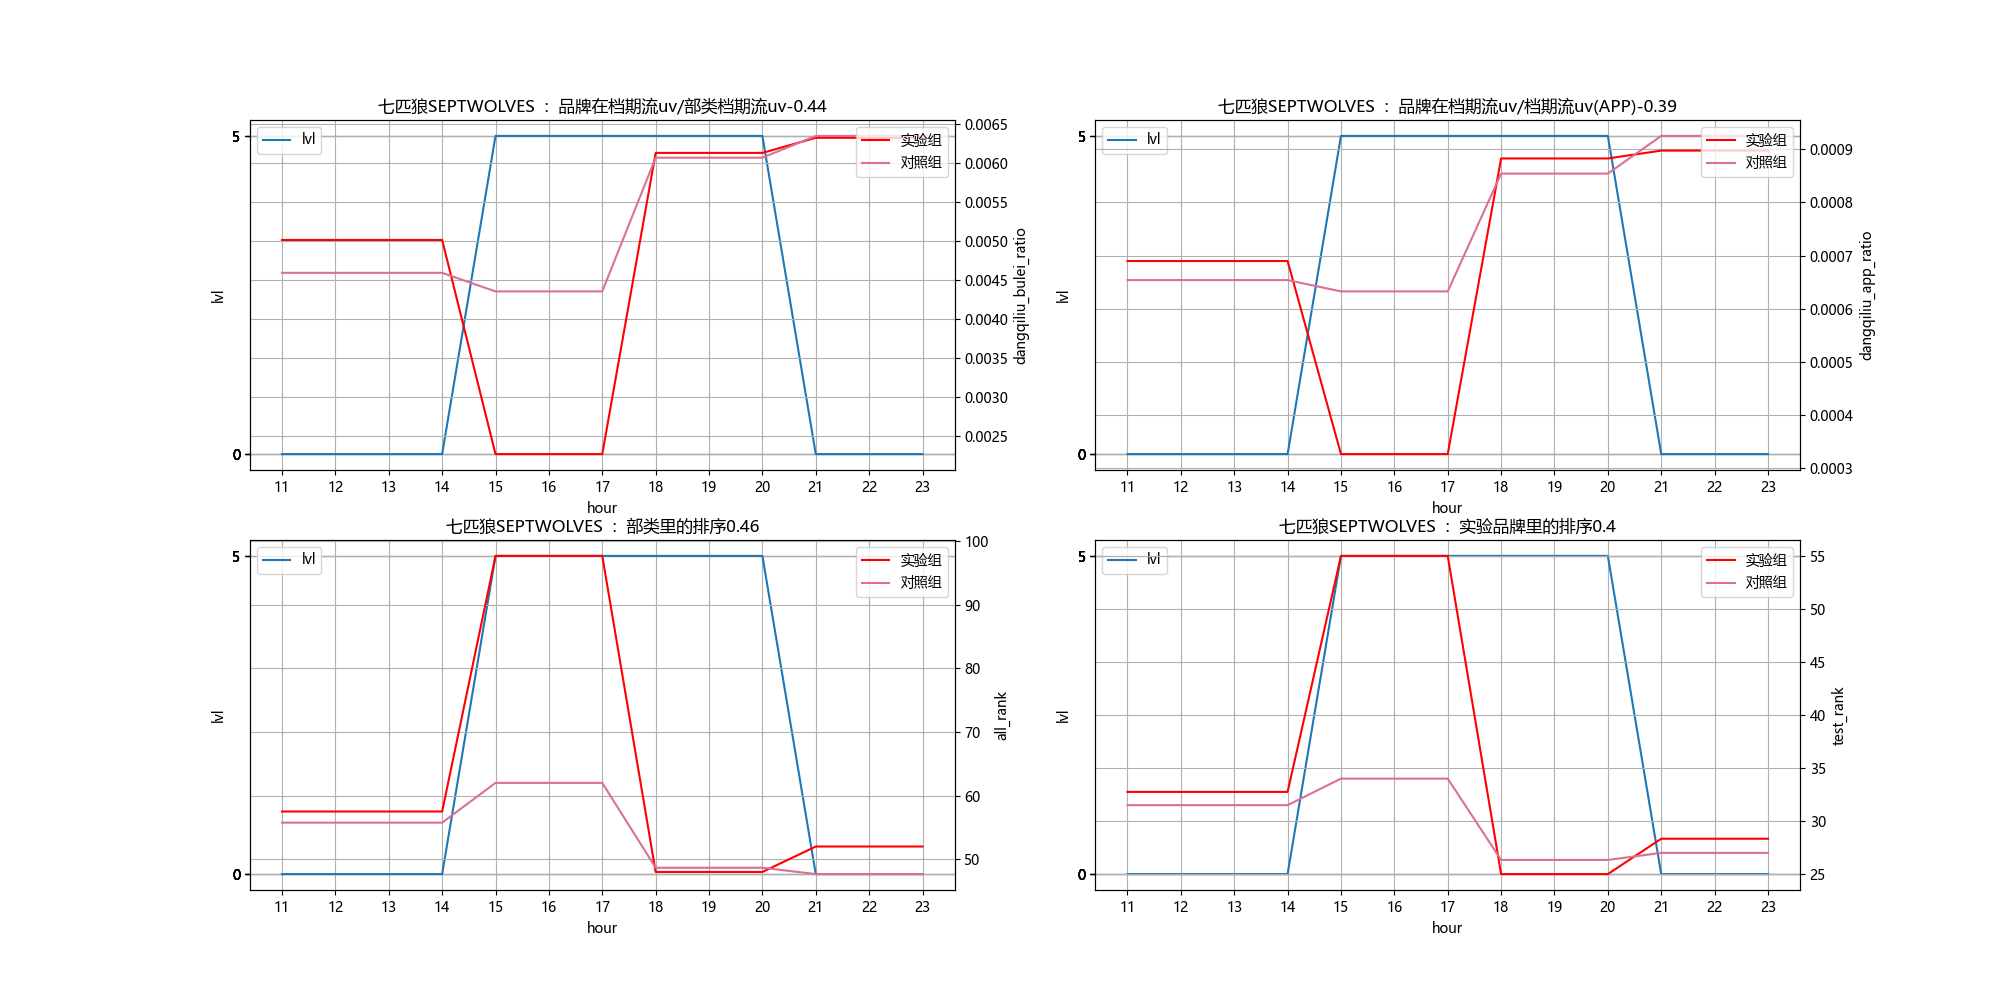 七匹狼SEPTWOLVES : 品牌在档期流uv/部类档期流uv-0.44
5
0
lvl
lvl
实验组
对照组
0.0065
0.0060
0.0055
0.0050
0.0045
0.0040
0.0035
0.0030
0.0025
dangqiliu_bulei_ratio
11 12 13 14 15 16 17 18 19 20 21 22 23
hour
七匹狼SEPTWOLVES : 品牌在档期流uv/档期流uv(APP)-0.39
5
0
lvl
lvl
实验组
对照组
0.0009
0.0008
0.0007
0.0006
0.0005
0.0004
0.0003
dangqiliu_app_ratio
11 12 13 14 15 16 17 18 19 20 21 22 23
hour
七匹狼SEPTWOLVES : 部类里的排序0.46
5
0
lvl
lvl
实验组
对照组
100
90
80
70
60
50
all_rank
11 12 13 14 15 16 17 18 19 20 21 22 23
hour
七匹狼SEPTWOLVES : 实验品牌里的排序0.4
5
0
lvl
lvl
实验组
对照组
55
50
45
40
35
30
25
test_rank
11 12 13 14 15 16 17 18 19 20 21 22 23
hour